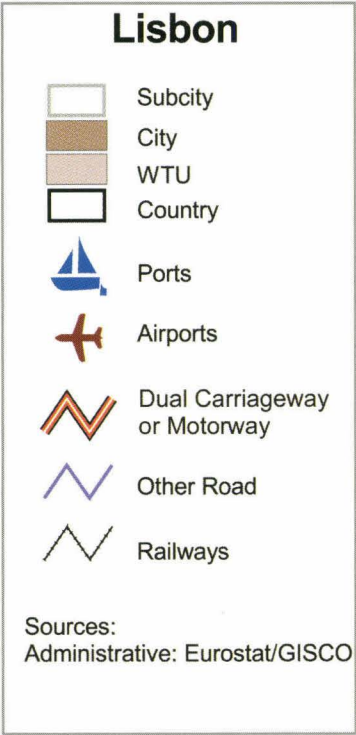 Lisbon
Subcity
City
WTU
Country
Ports
Airports
Dual Carriageway
or Motorway
Other Road
Railways
Sources:
Administrative: Eurostat/GISCO